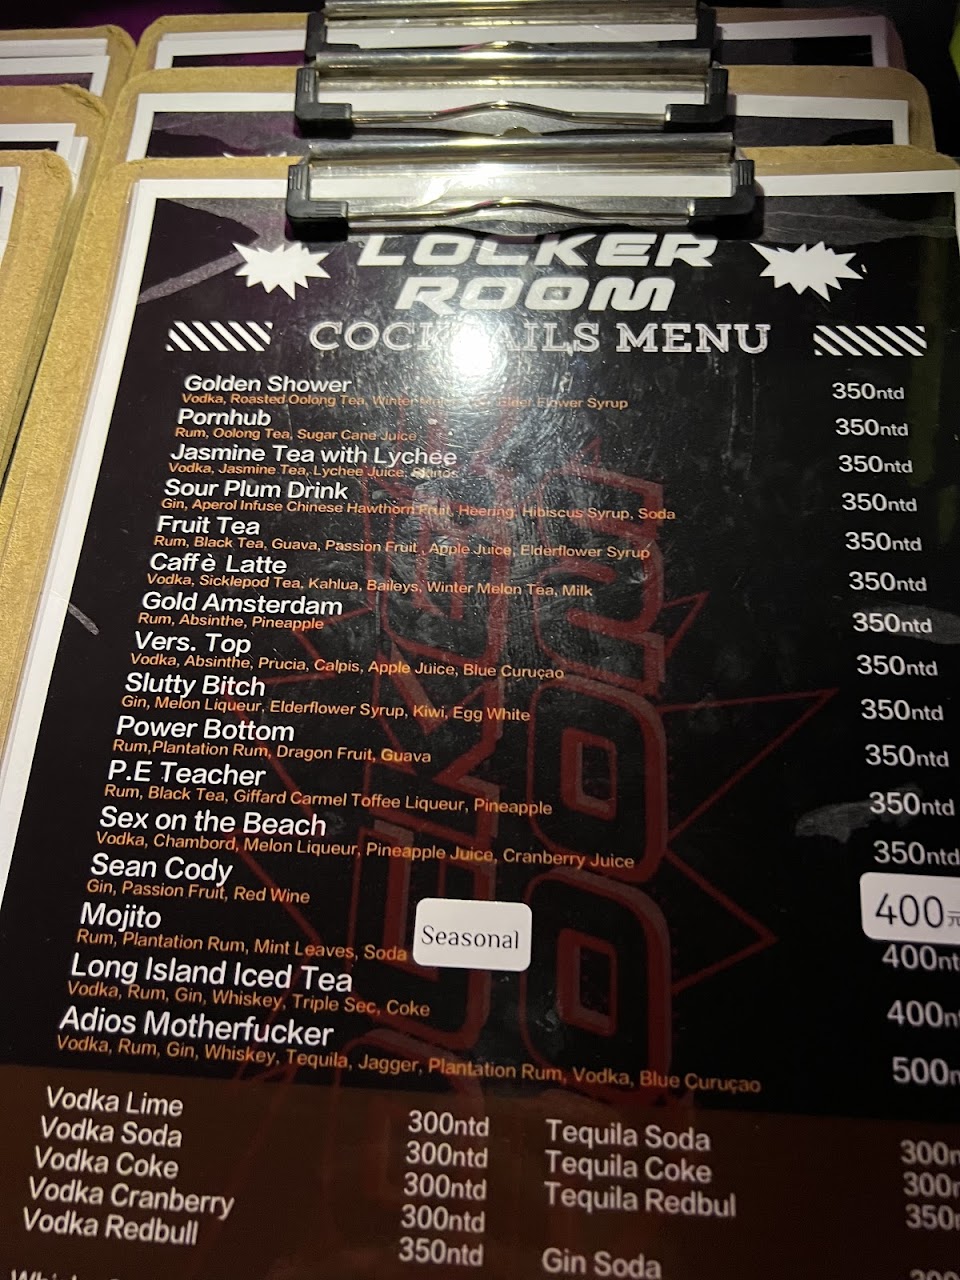 LOCKER
ROOM
COCKTAILS MENU
Golden Shower 350ntd
Vodka, Roasted Oolong Tea, Winter Elder Flower Syrup
Pornhub 350ntd
Rum, Oolong Tea, Sugar Cane Juice
Jasmine Tea with Lychee 350ntd
Vodka, Jasmine Tea, Lychee Juice,
Sour Plum Drink 350ntd
Gin, Aperol Infuse Chinese Hawthorn Fruit, Heering, Hibiscus Syrup, Soda
Fruit Tea 350ntd
Rum, Black Tea, Guava, Passion Fruit , Apple Juice, Elderflower Syrup
Caffè Latte 350ntd
Vodka, Sicklepod Tea, Kahlua, Baileys, Winter Melon Tea, Milk
Gold Amsterdam 350ntd
Rum, Absinthe, Pineapple
Vers. Top 350ntd
Vodka, Absinthe, Prucia, Calpis, Apple Juice, Blue Curuçao
Slutty Bitch 350ntd
Gin, Melon Liqueur, Elderflower Syrup, Kiwi, Egg White
Power Bottom 350ntd
Rum,Plantation Rum, Dragon Fruit, Guava
P.E Teacher 350ntd
Rum, Black Tea, Giffard Carmel Toffee Liqueur, Pineapple
Sex on the Beach 350ntd
Vodka, Chambord, Melon Liqueur, Pineapple Juice, Cranberry Juice
Sean Cody 400元
Gin, Passion Fruit, Red Wine
Mojito 400nt
Rum, Plantation Rum, Mint Leaves, Soda Seasonal
Long Island Iced Tea 400n
Vodka, Rum, Gin, Whiskey, Triple Sec, Coke
Adios Motherfucker 500n
Vodka, Rum, Gin, Whiskey, Tequila, Jagger, Plantation Rum, Vodka, Blue Curuçao
Vodka Lime 300ntd
Vodka Soda 300ntd
Vodka Coke 300ntd
Vodka Cranberry 300ntd
Vodka Redbull 350ntd
Tequila Soda 300n
Tequila Coke 300n
Tequila Redbul 350n
Gin Soda